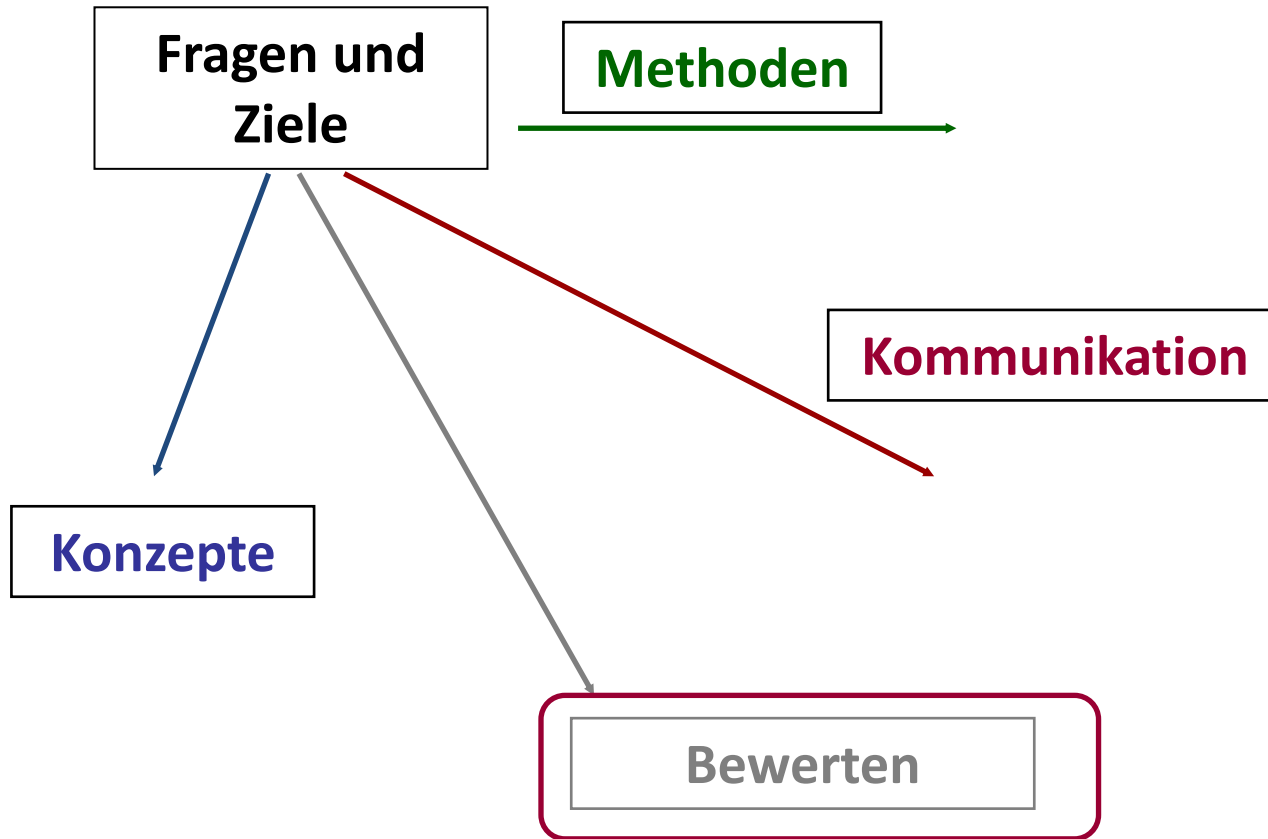 Fragen und
Ziele
Methoden
Kommunikation
Konzepte
Bewerten